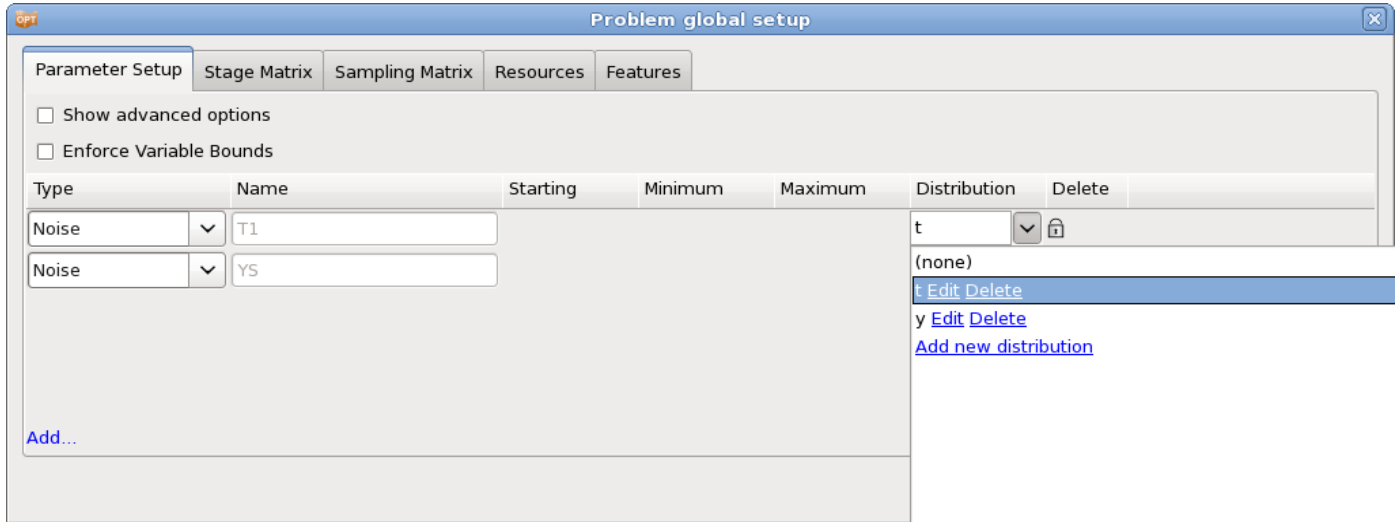 OPT Problem global setup
Parameter Setup Stage Matrix Sampling Matrix Resources Features
Show advanced options
Enforce Variable Bounds
Type Name Starting Minimum Maximum Distribution Delete
Noise T1 t
Noise YS (none)
t Edit Delete
y Edit Delete
Add new distribution
Add...